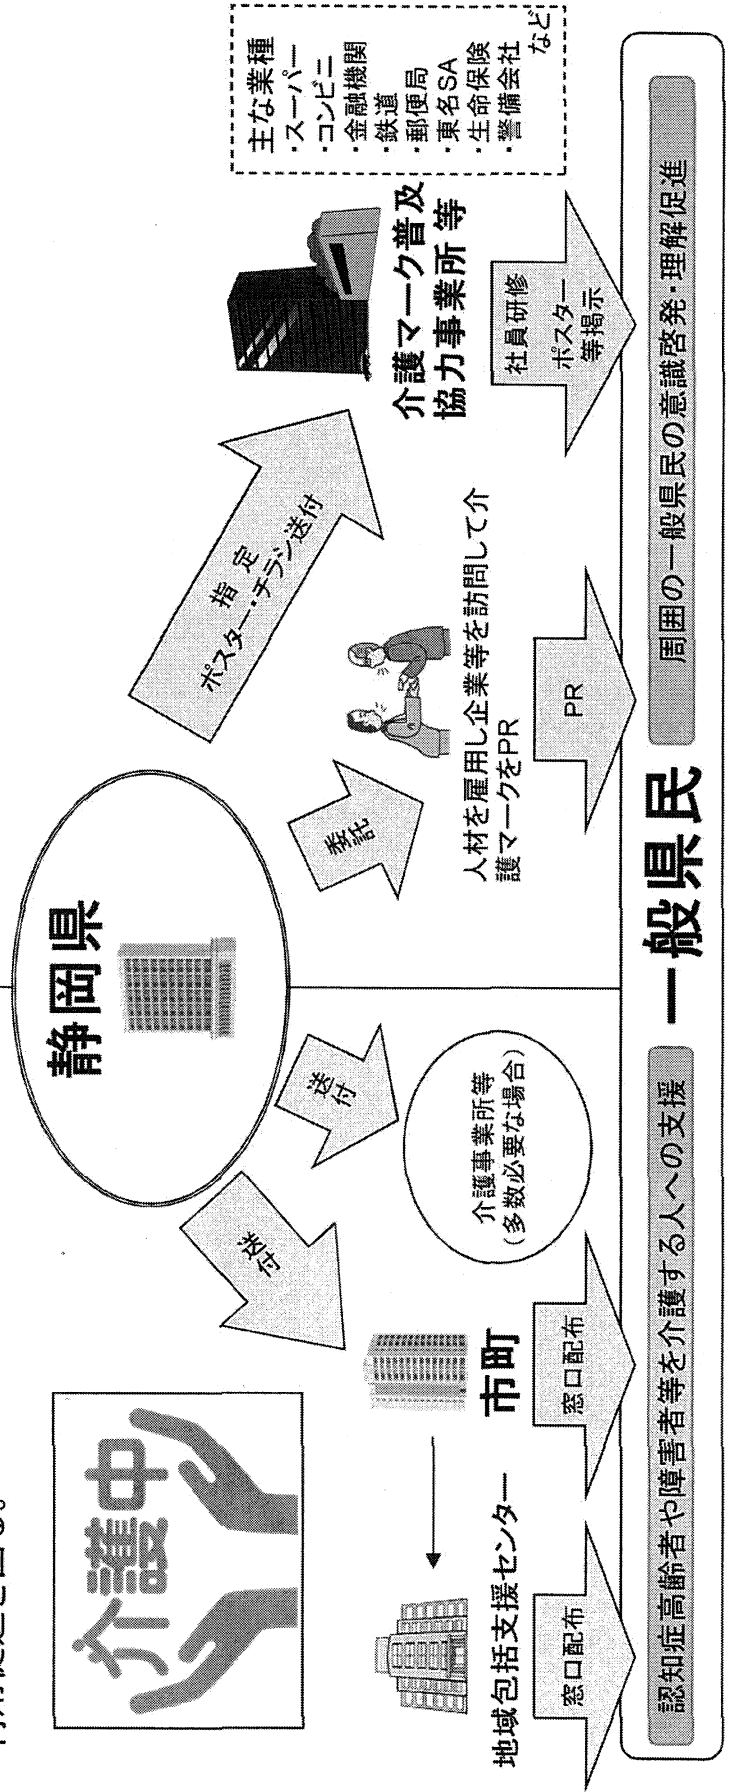 静岡県
介護中
送付
送付
委託
指定
ポスター・チラシ送付
主な業種
・スーパー
・コンビニ
・金融機関
・鉄道
・郵便局
・東名SA
・生命保険
・警備会社
など
地域包括支援センター
市町
介護事業所等
(多数必要な場合)
人材を雇用し企業等を訪問して介
護マークをPR
介護マーク普及
協力事業所等
窓口配布
窓口配布
PR
社員研修
ポスター
等掲示
認知症高齢者や障害者等を介護する人への支援
一般県民
周囲の一般県民の意識啓発・理解促進